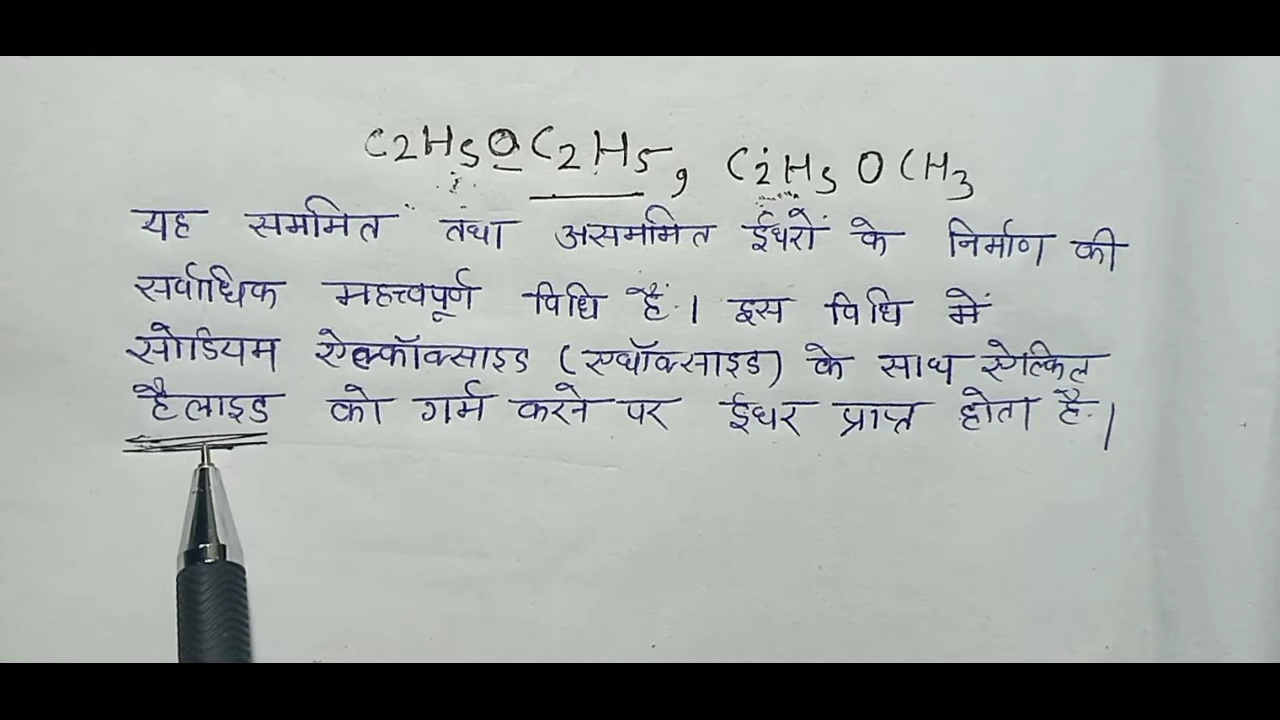 C2H5OC2H5, C2H5OCH3
यह सममित तथा असममित ईथरों के निर्माण की
सर्वाधिक महत्त्वपूर्ण विधि हैं। इस विधि में
सोडियम ऐल्कॉक्साइड (एथॉक्साइड) के साथ ऐल्किल
हैलाइड को गर्म करने पर ईथर प्राप्त होता है।